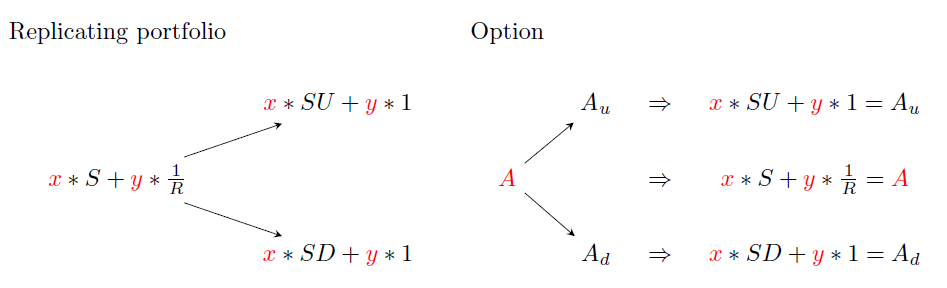 Replicating portfolio Option
x * SU + y * 1 A_u ⇒ x * SU + y * 1 = A_u
x * S + y * 1/R A ⇒ x * S + y * 1/R = A
x * SD + y * 1 A_d ⇒ x * SD + y * 1 = A_d